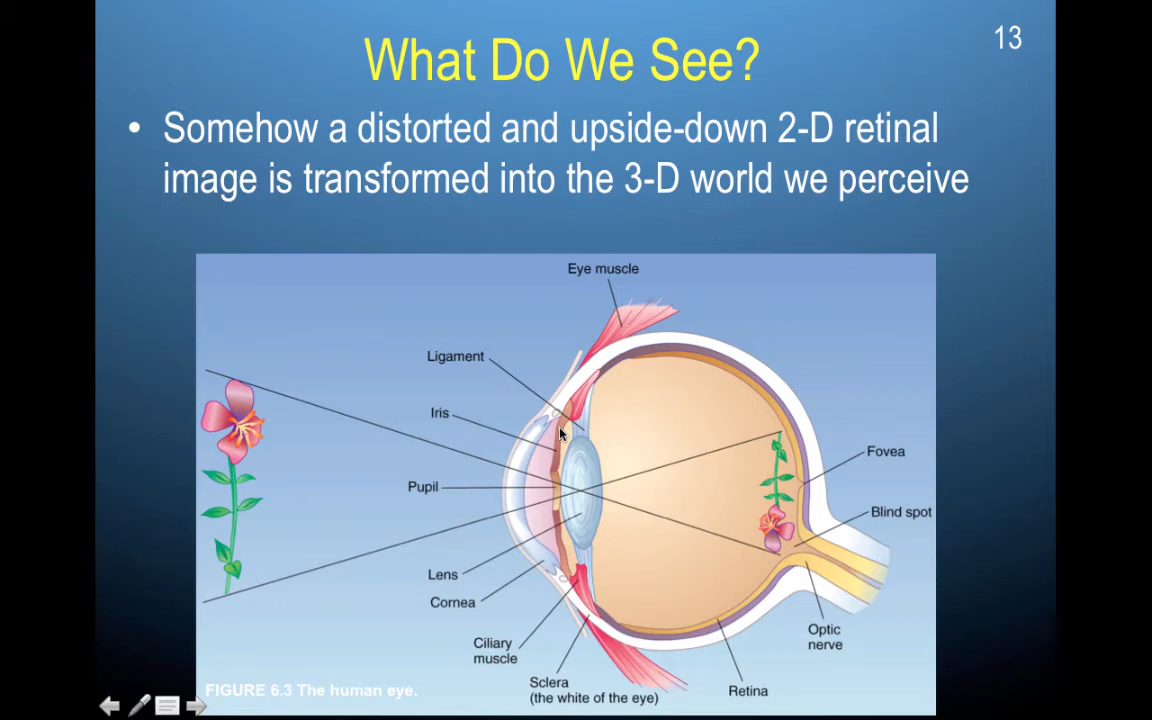 13
What Do We See?
• Somehow a distorted and upside-down 2-D retinal
image is transformed into the 3-D world we perceive
Eye muscle
Ligament
Iris
Fovea
Pupil
Blind spot
Lens
Cornea
Optic
nerve
Ciliary
muscle
Sclera
(the white of the eye)
Retina
FIGURE 6.3 The human eye.